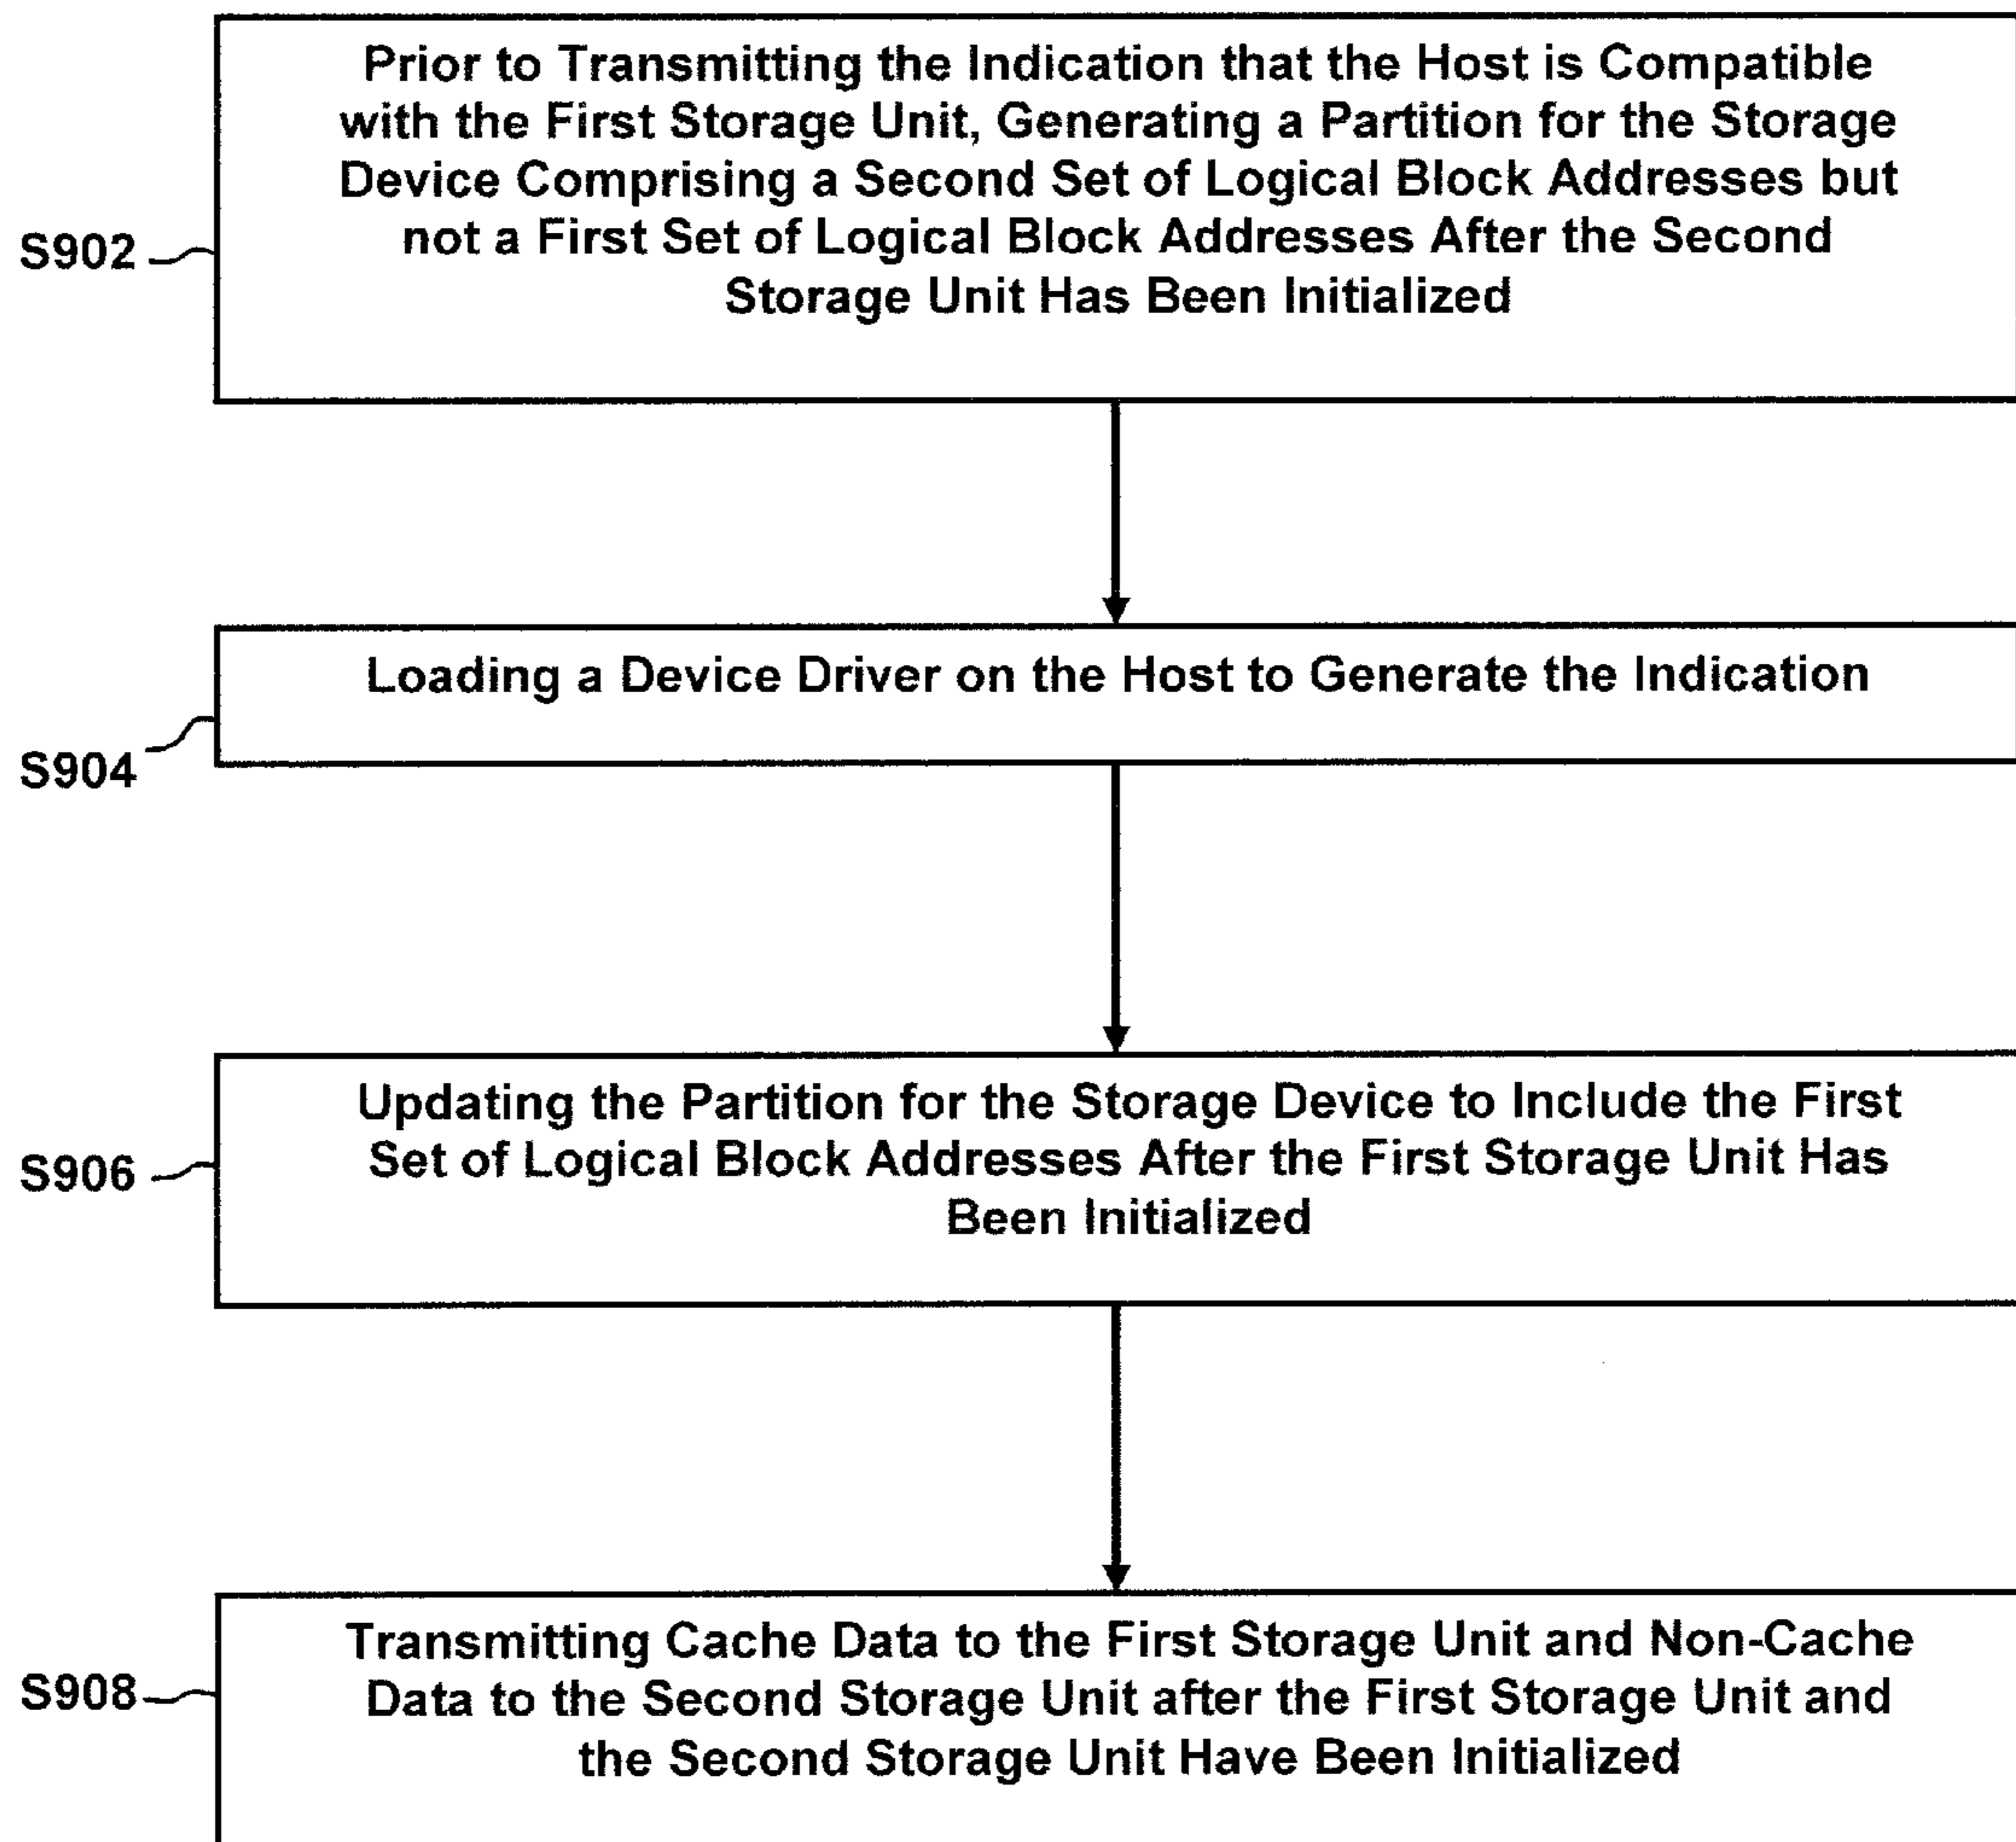 Prior to Transmitting the Indication that the Host is Compatible
with the First Storage Unit, Generating a Partition for the Storage
Device Comprising a Second Set of Logical Block Addresses but
not a First Set of Logical Block Addresses After the Second
Storage Unit Has Been Initialized
S902
Loading a Device Driver on the Host to Generate the Indication
S904
Updating the Partition for the Storage Device to Include the First
Set of Logical Block Addresses After the First Storage Unit Has
Been Initialized
S906
Transmitting Cache Data to the First Storage Unit and Non-Cache
Data to the Second Storage Unit after the First Storage Unit and
the Second Storage Unit Have Been Initialized
S908